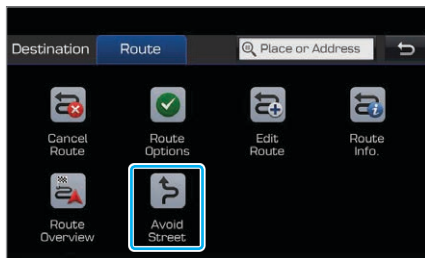 Destination Route Place or Address
Cancel Route Edit Route
Route Options Route Info.
Route Avoid
Overview Street